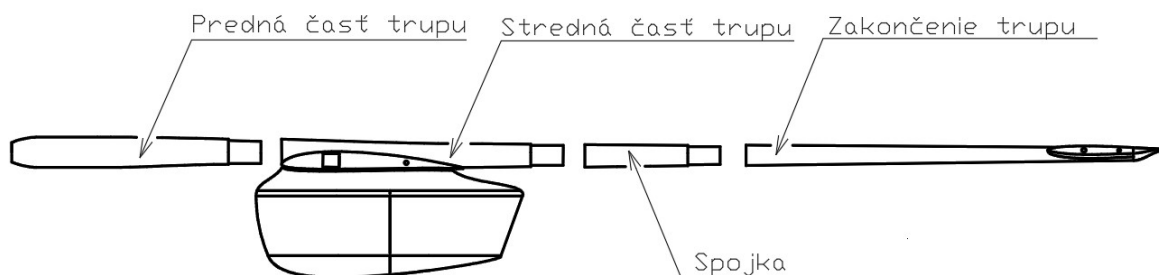 Predná časť trupu
Stredná časť trupu
Zakončenie trupu
Spojka